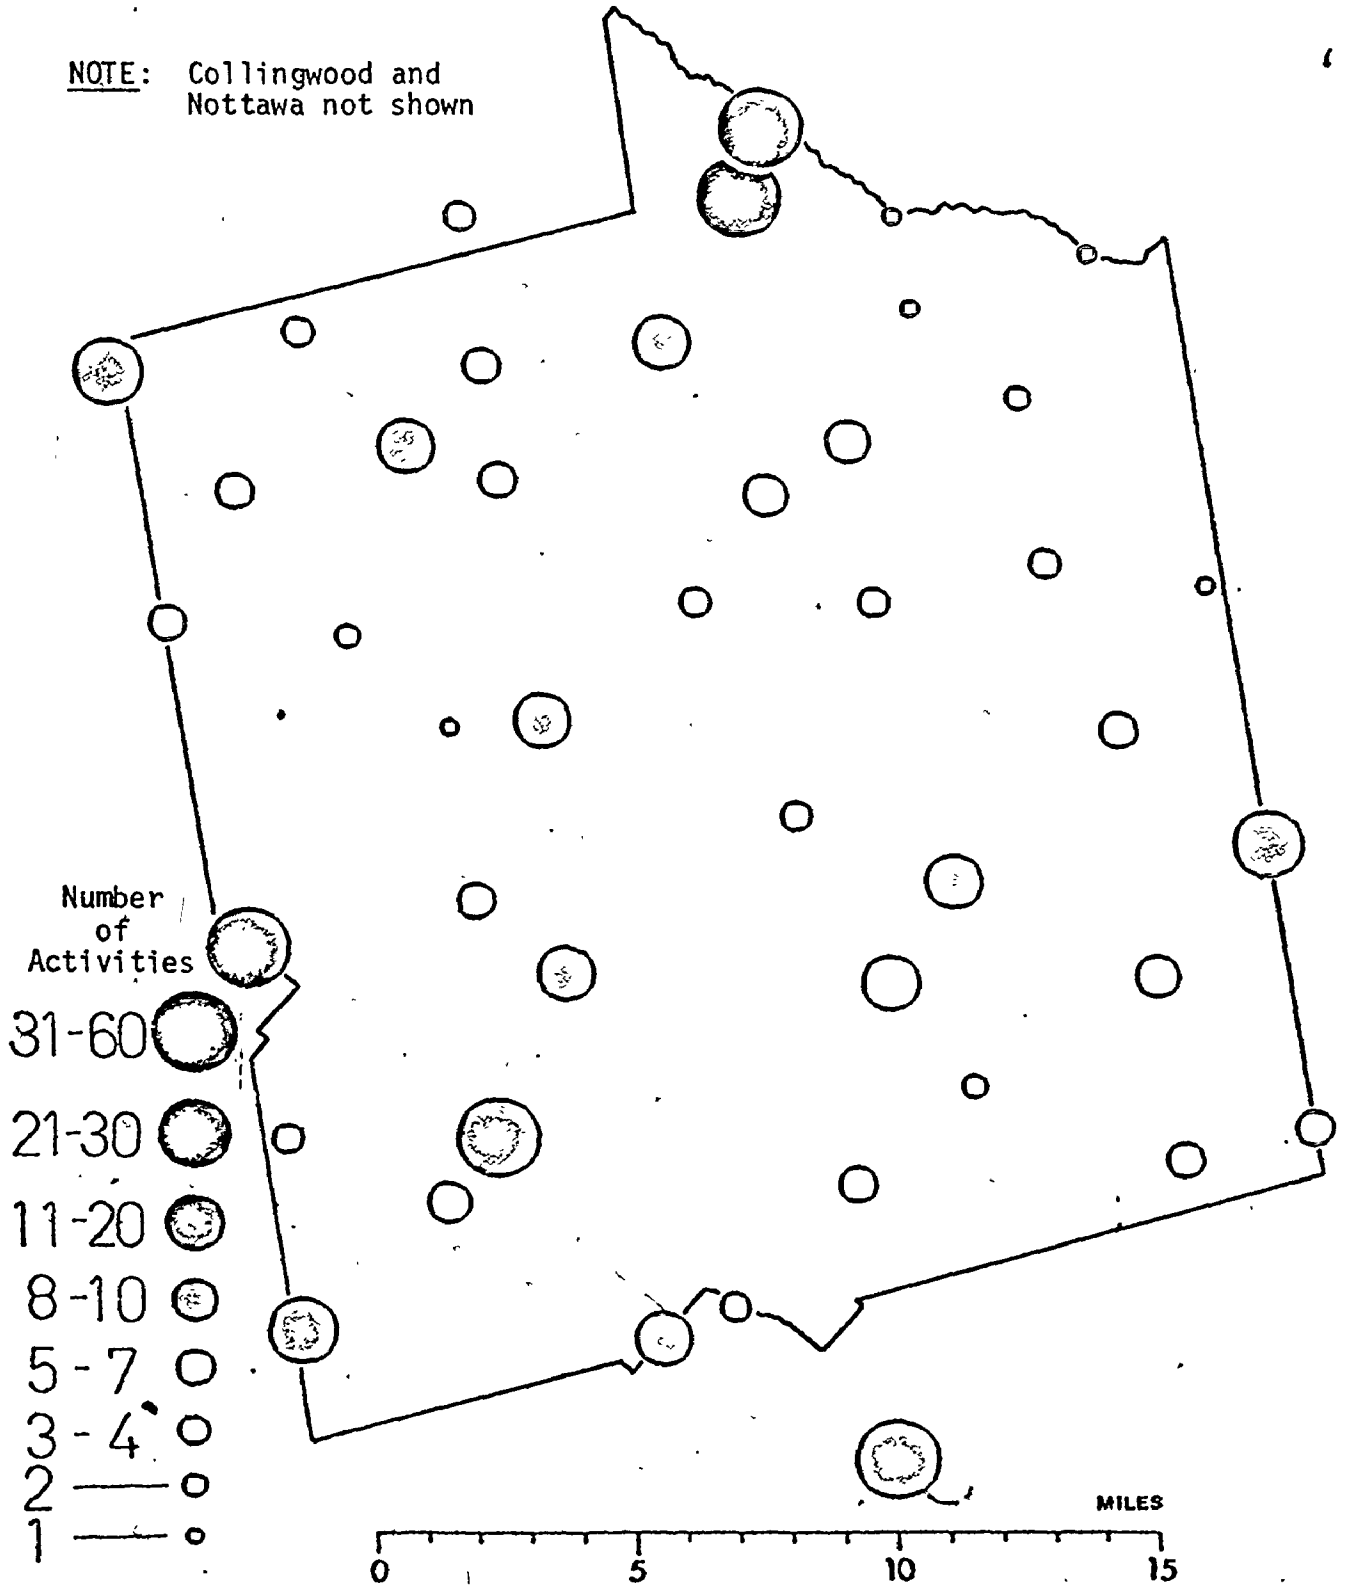 NOTE: Collingwood and
Nottawa not shown
Number
of
Activities
31-60
21-30
11-20
8-10
5-7
3-4
2
1
MILES
0 5 10 15